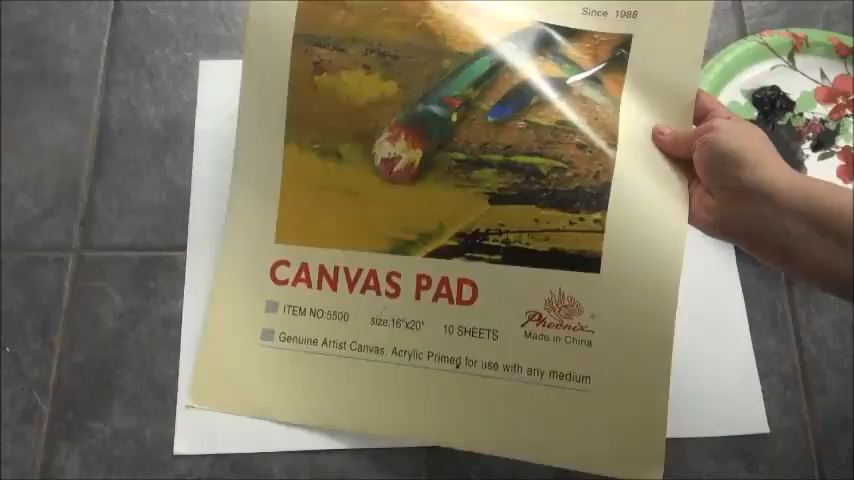 Since 1988
CANVAS PAD
ITEM NO:5500 size:16"x20" 10 SHEETS
Phoenix
Made in China
Genuine Artist Canvas, Acrylic Primed for use with any medium